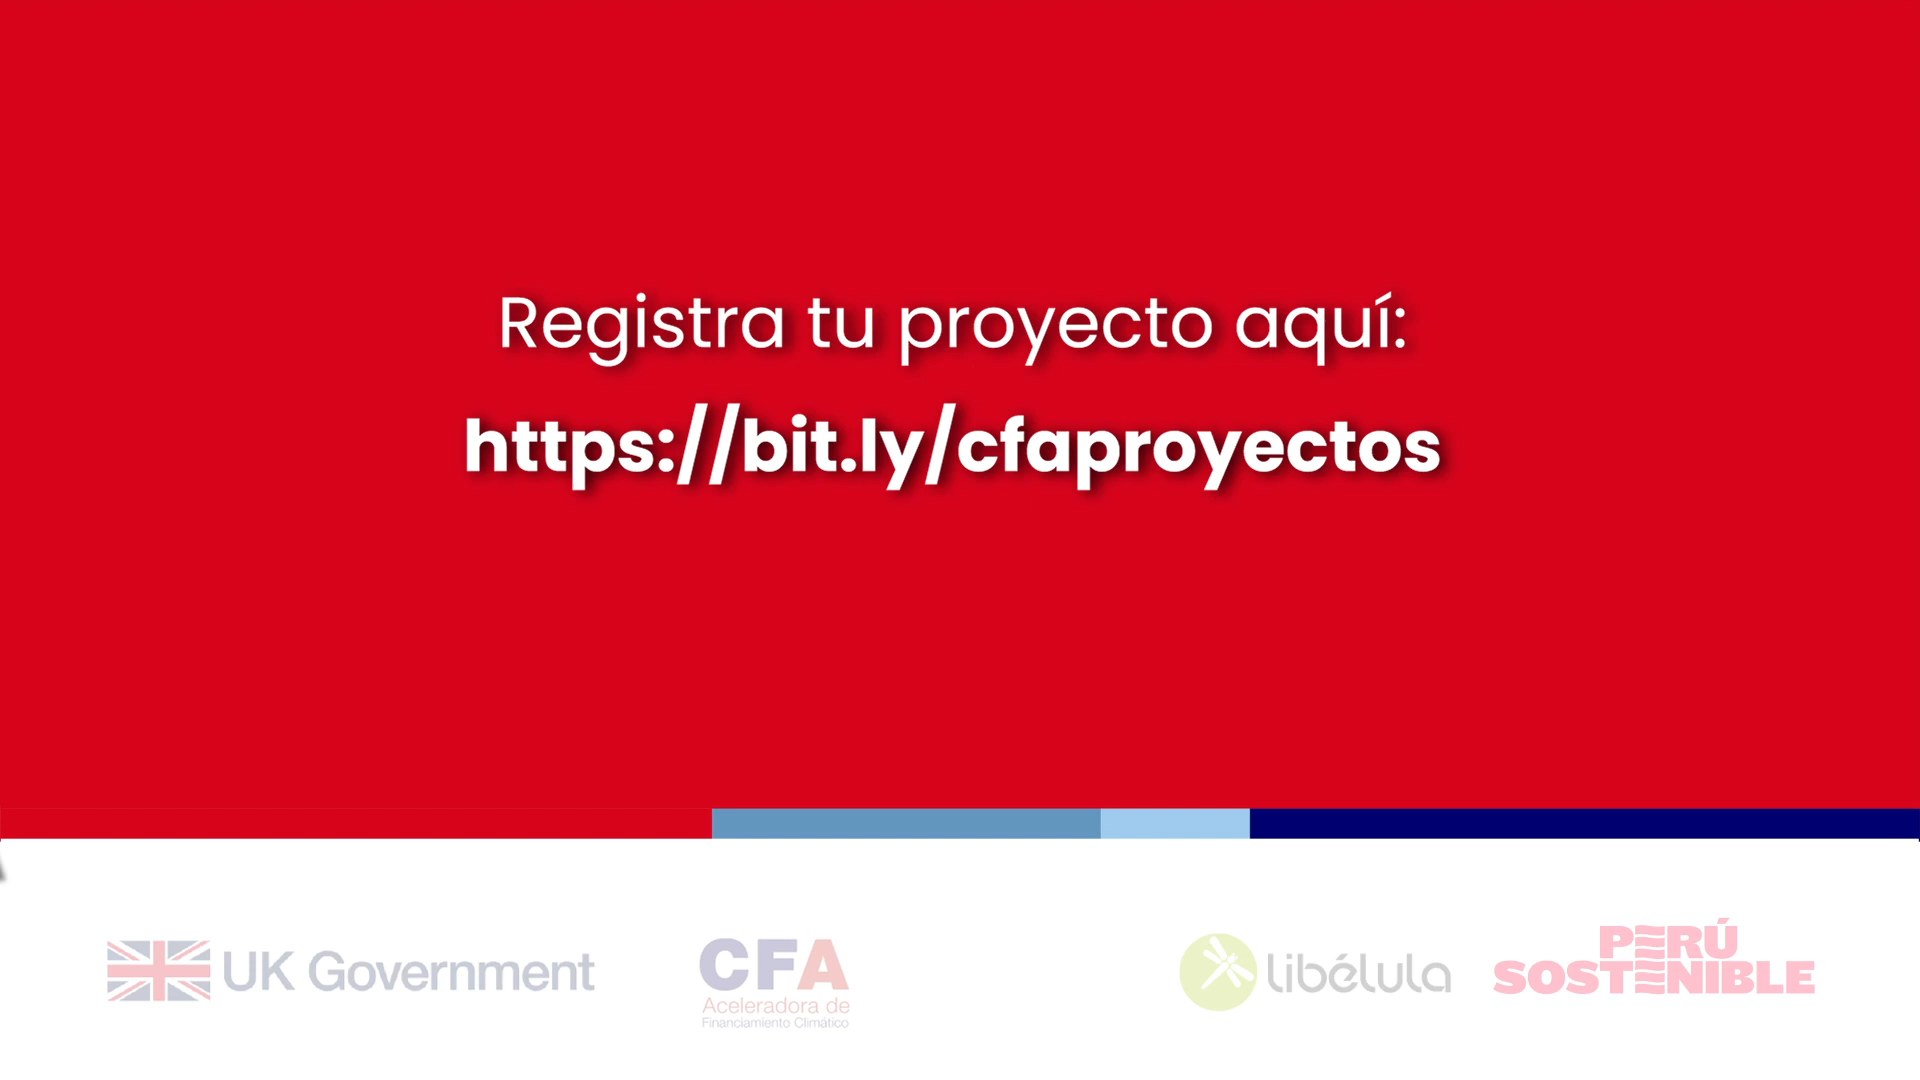 Registra tu proyecto aquí:
https://bit.ly/cfaproyectos
UK Government
CFA
Aceleradora de
Financiamiento Climático
libélula
PERÚ
SOSTENIBLE